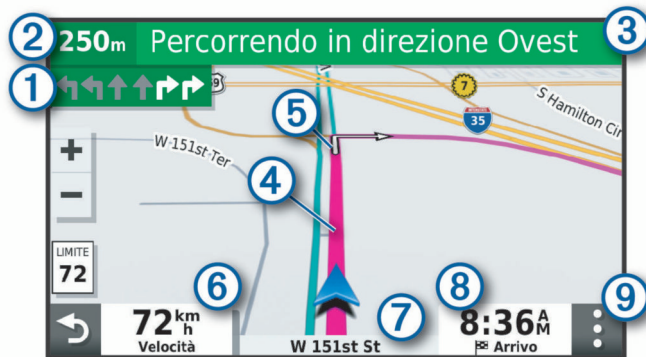 2
250m
Percorrendo in direzione Ovest
3
1
69
7
35
S Hamilton Cir
5
W 151st Ter
+
4
−
LIMITE
72
6
8
9
72 km/h
Velocità
7
W 151st St
8:36 AM
Arrivo